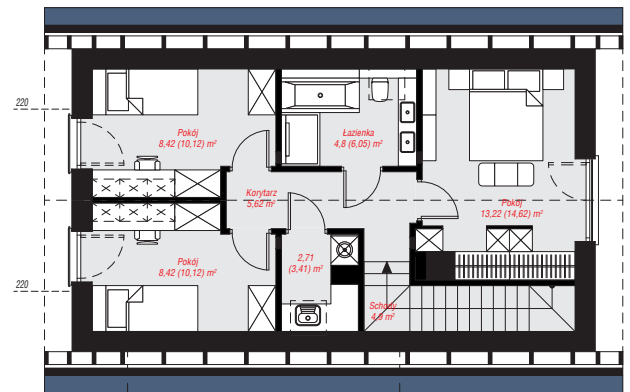 220
Pokój
8,42 (10,12) m²
Łazienka
4,8 (6,05) m²
Korytarz
5,62 m²
Pokój
13,22 (14,62) m²
Pokój
8,42 (10,12) m²
2,71
(3,41) m²
220
Schody
4,9 m²